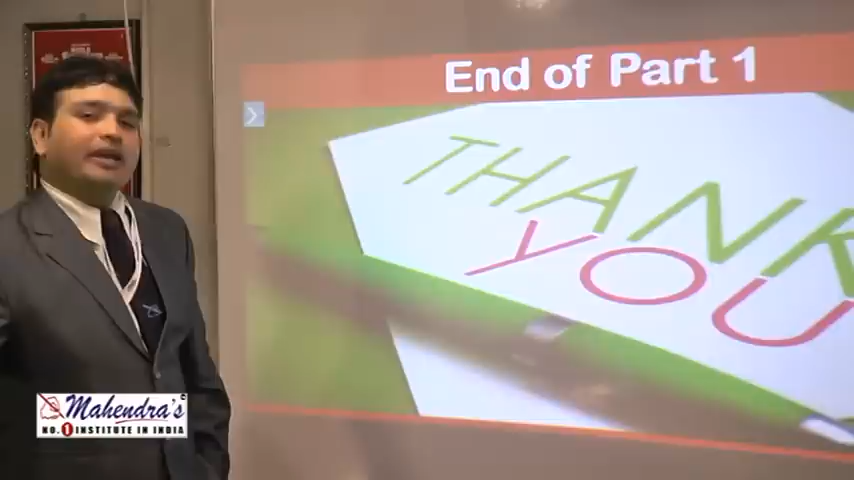 End of Part 1
THANK
YOU
Mahendra's
NO. 1 INSTITUTE IN INDIA